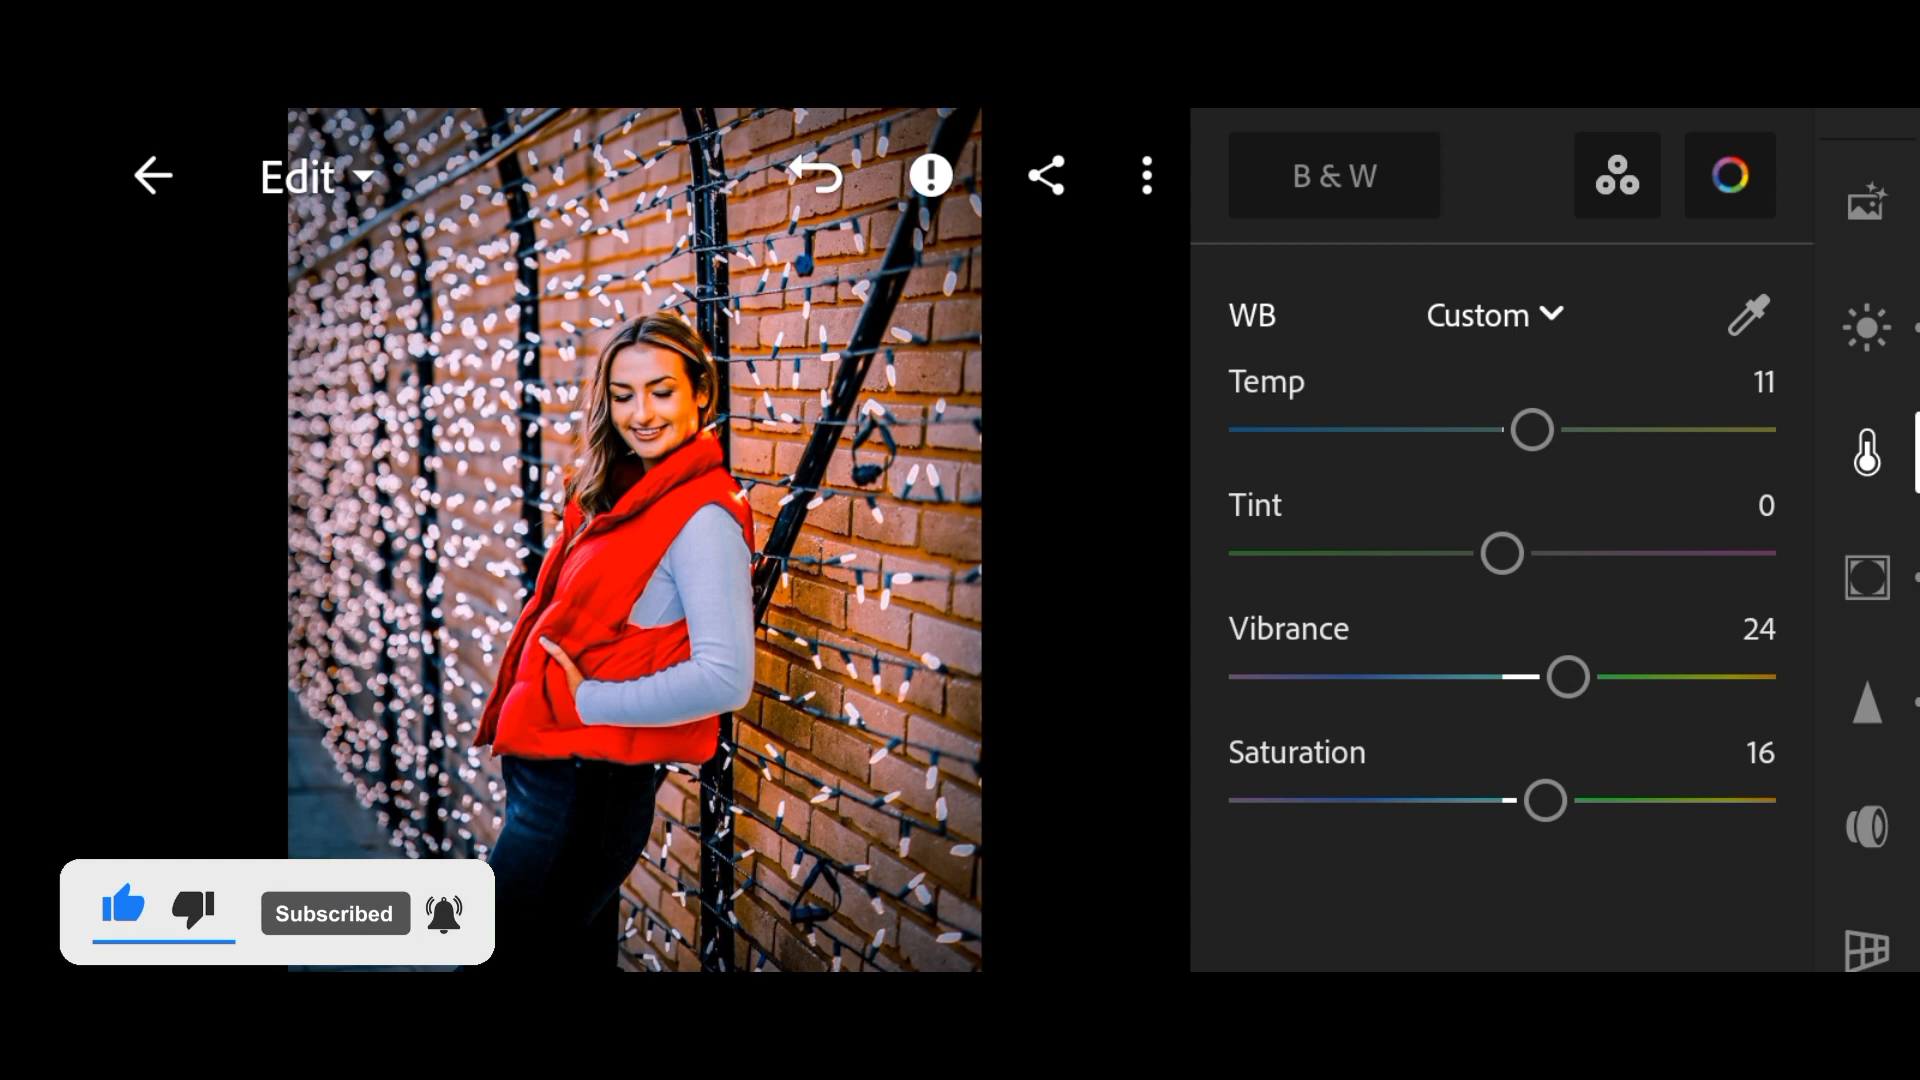 Edit
B & W
WB Custom
Temp 11
Tint 0
Vibrance 24
Saturation 16
Subscribed